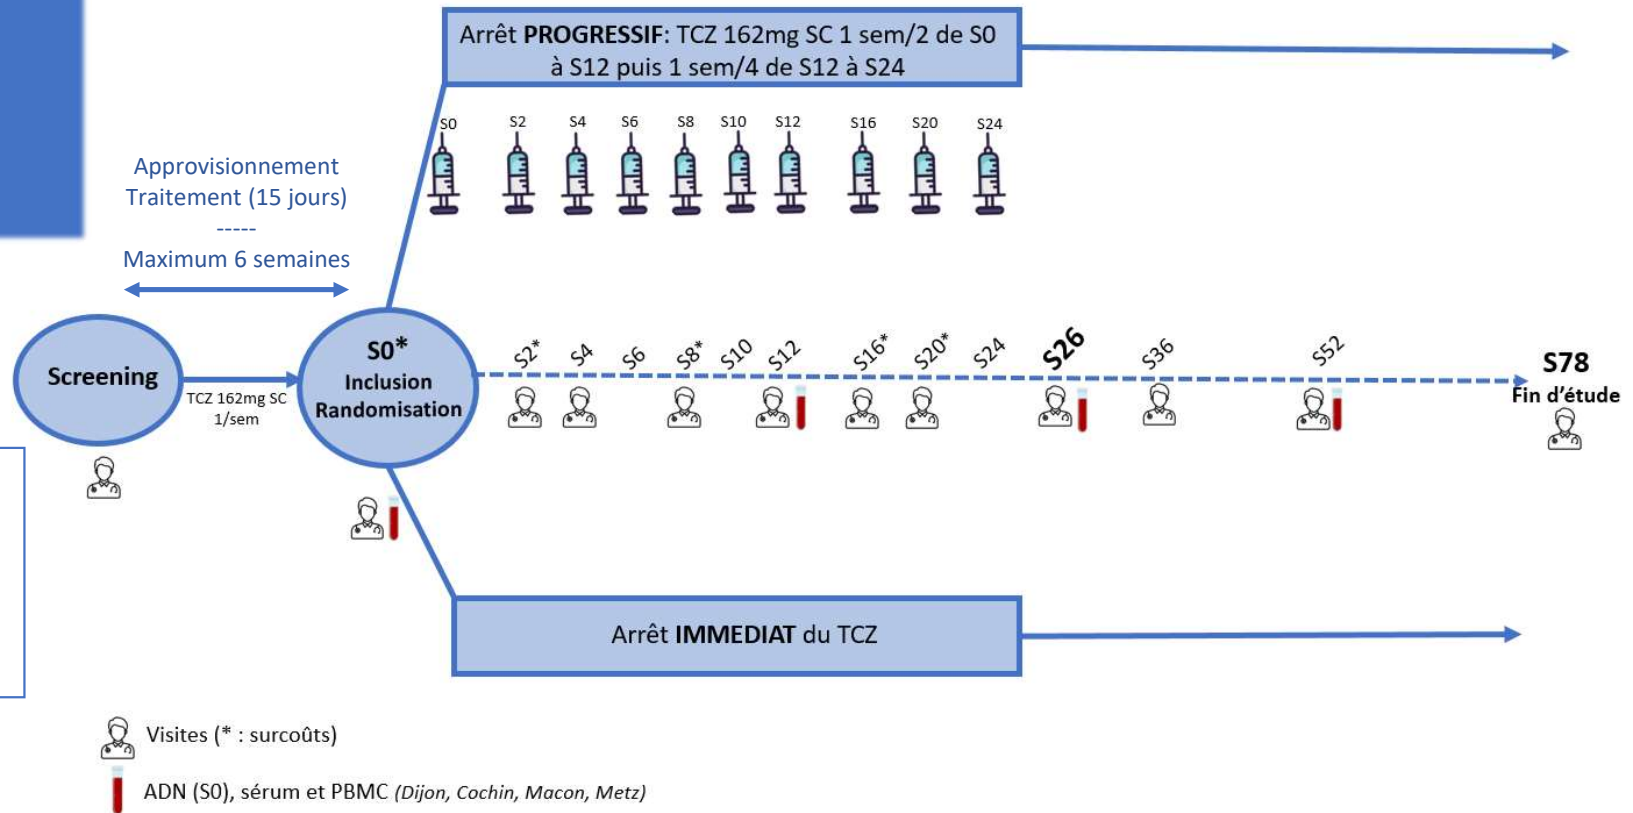 Arrêt PROGRESSIF: TCZ 162mg SC 1 sem/2 de S0
à S12 puis 1 sem/4 de S12 à S24
S0 S2 S4 S6 S8 S10 S12 S16 S20 S24
Approvisionnement
Traitement (15 jours)
-----
Maximum 6 semaines
Screening
TCZ 162mg SC
1/sem
S0*
Inclusion
Randomisation
S2* S4 S6 S8* S10 S12 S16* S20* S24 S26 S36 S52
S78
Fin d'étude
Arrêt IMMEDIAT du TCZ
Visites (* : surcoûts)
ADN (S0), sérum et PBMC (Dijon, Cochin, Macon, Metz)